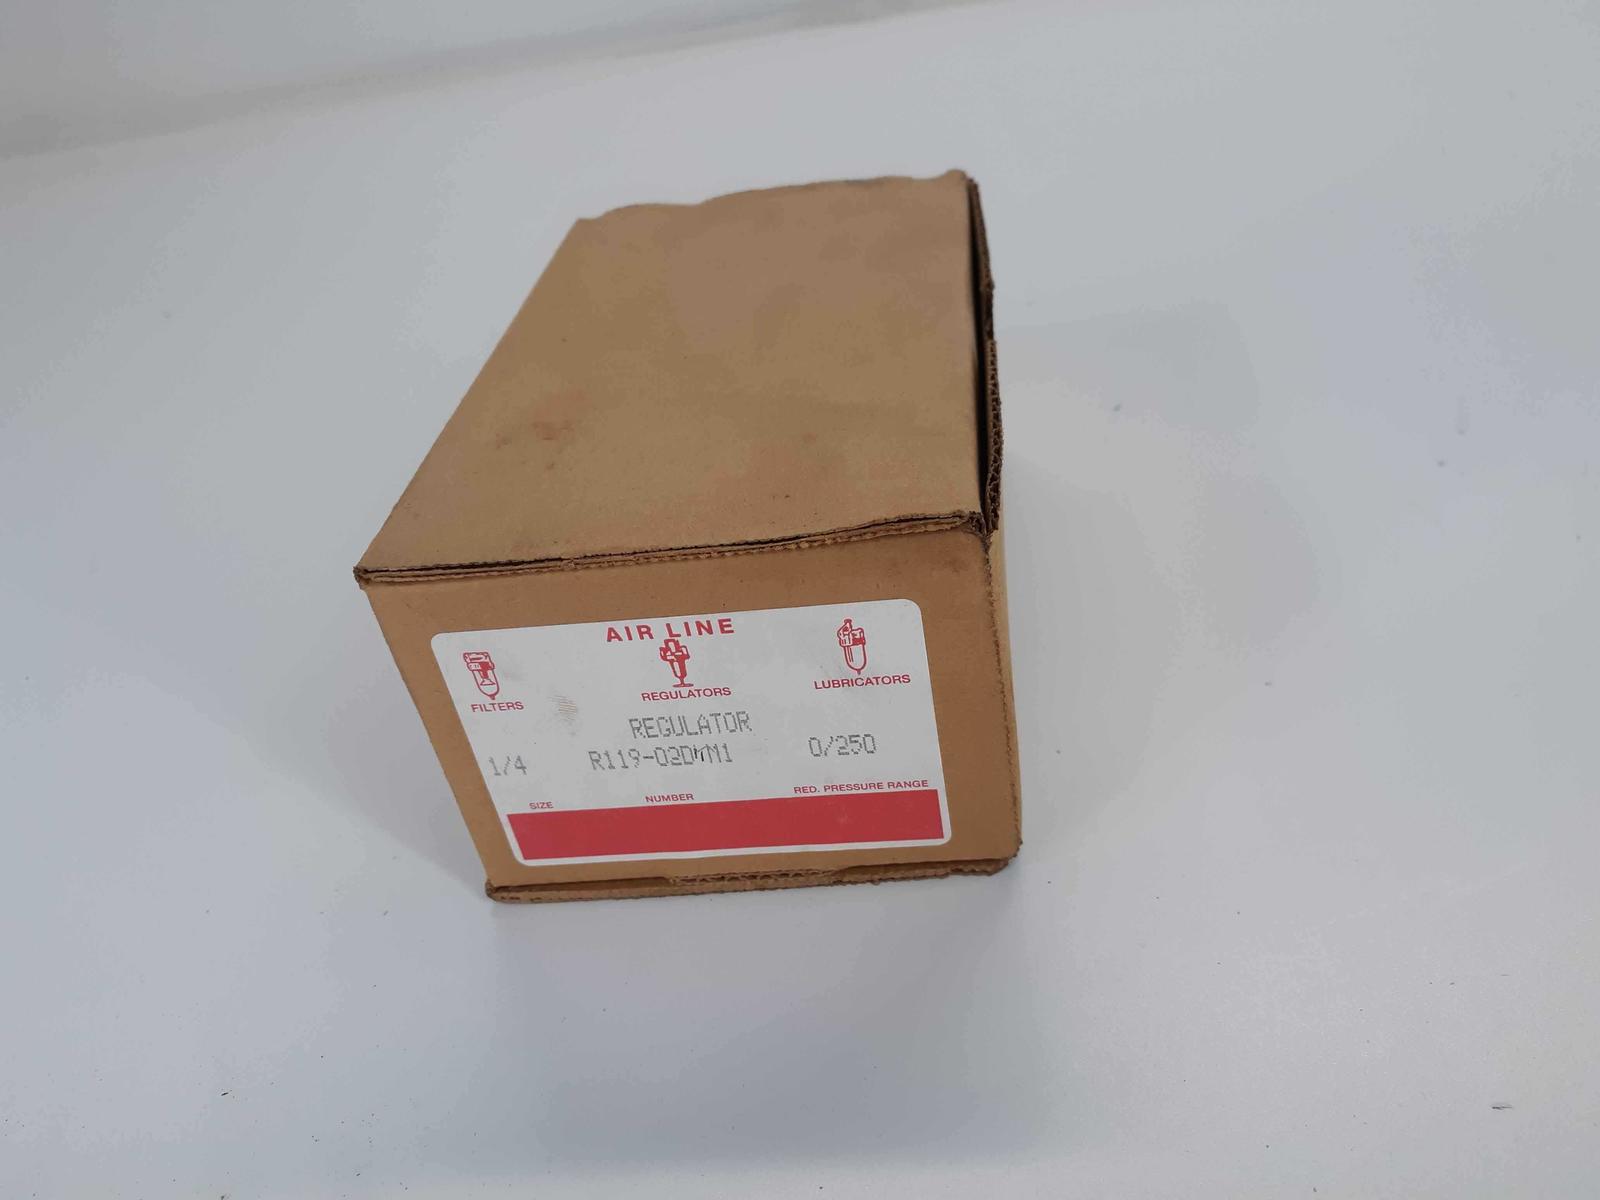 AIR LINE
FILTERS REGULATORS LUBRICATORS
REGULATOR
1/4 0/250
SIZE NUMBER RED. PRESSURE RANGE